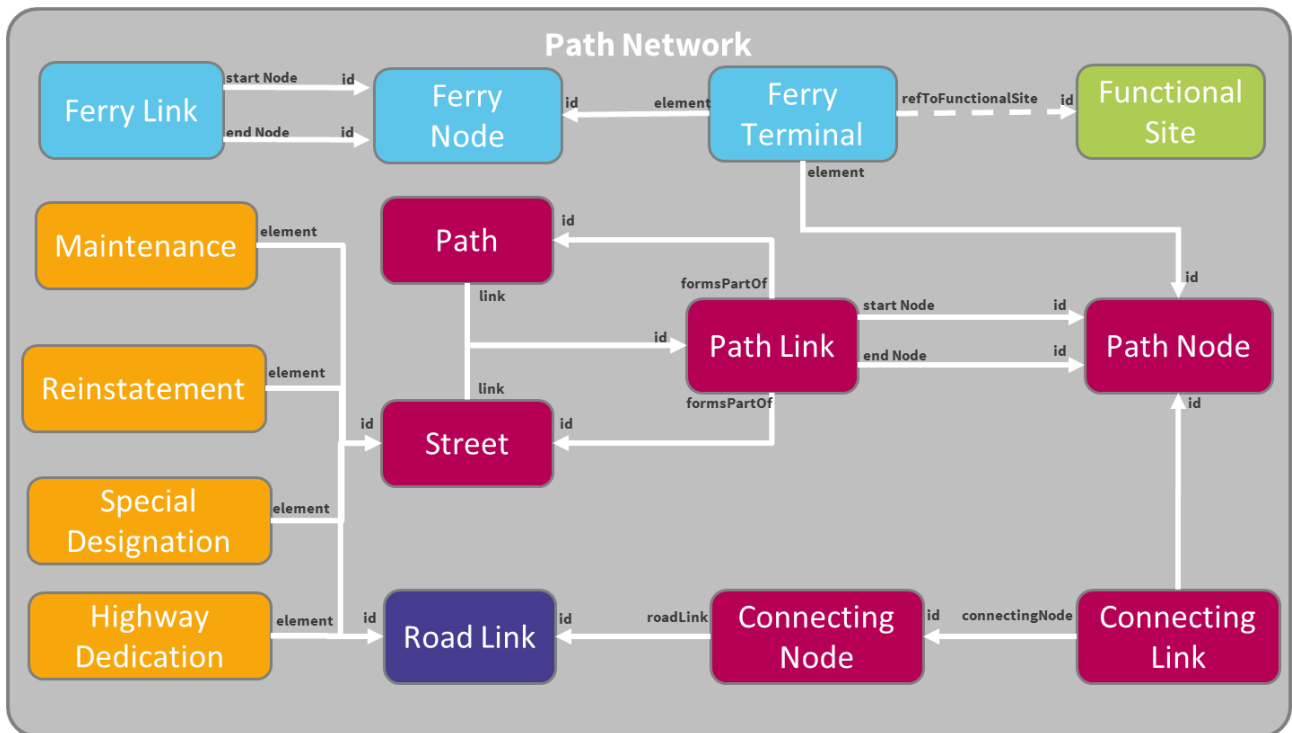 Path Network
Ferry Link
start Node
id
end Node
id
Ferry
Node
id
element
Ferry
Terminal
refToFunctionalSite
id
Functional
Site
element
Maintenance
element
Path
id
link
formsPartOf
id
Path Link
start Node
id
end Node
id
id
Path Node
Reinstatement
element
link
formsPartOf
id
Street
id
id
Special
Designation
element
Highway
Dedication
element
id
Road Link
id
roadLink
Connecting
Node
id
connectingNode
Connecting
Link